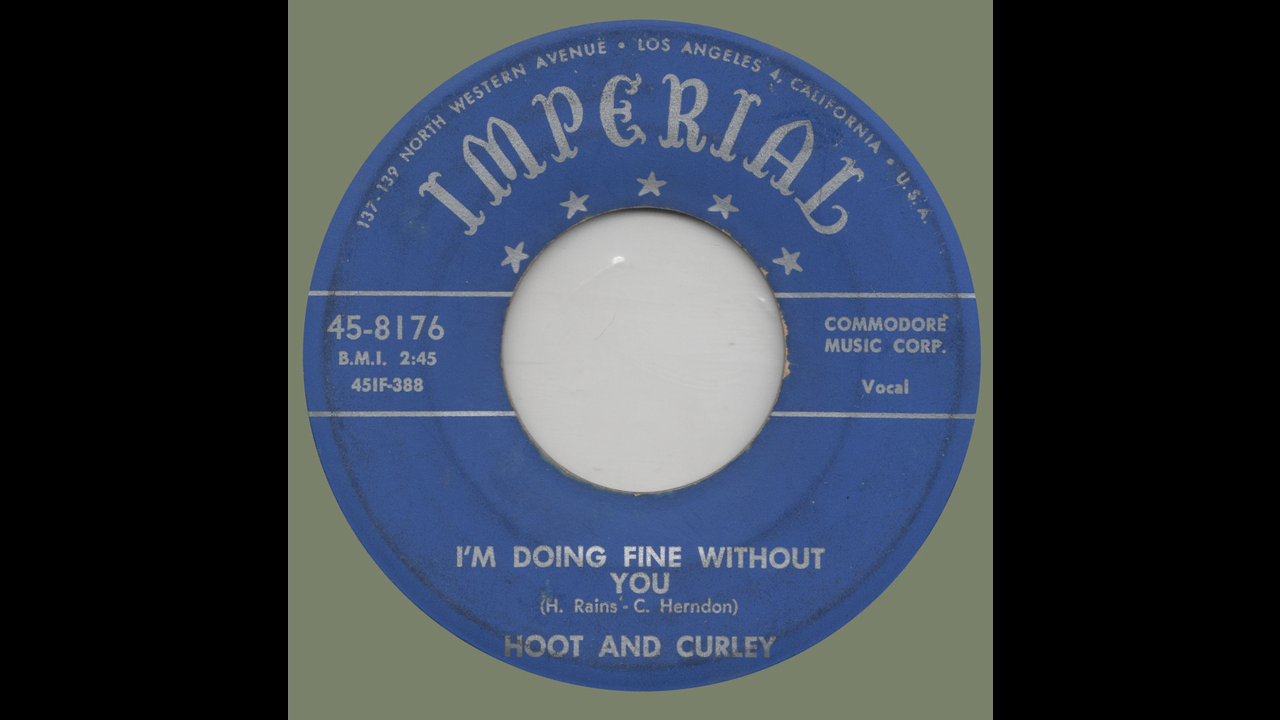 137-139 NORTH WESTERN AVENUE • LOS ANGELES 4, CALIFORNIA • U.S.A.
IMPERIAL
45-8176
B.M.I. 2:45
45IF-388
COMMODORE
MUSIC CORP.
Vocal
I'M DOING FINE WITHOUT
YOU
(H. Rains - C. Herndon)
HOOT AND CURLEY